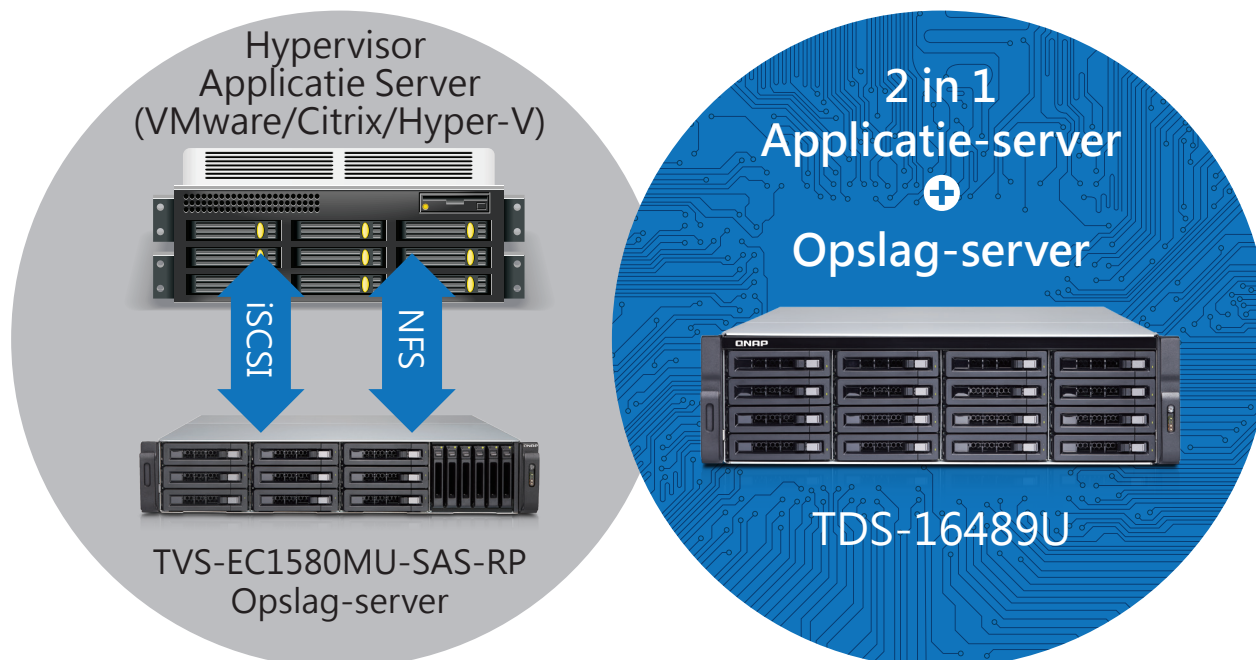 Hypervisor
Applicatie Server
(VMware/Citrix/Hyper-V)
iSCSI
NFS
QNAP
TVS-EC1580MU-SAS-RP
Opslag-server
2 in 1
Applicatie-server
+
Opslag-server
QNAP
TDS-16489U